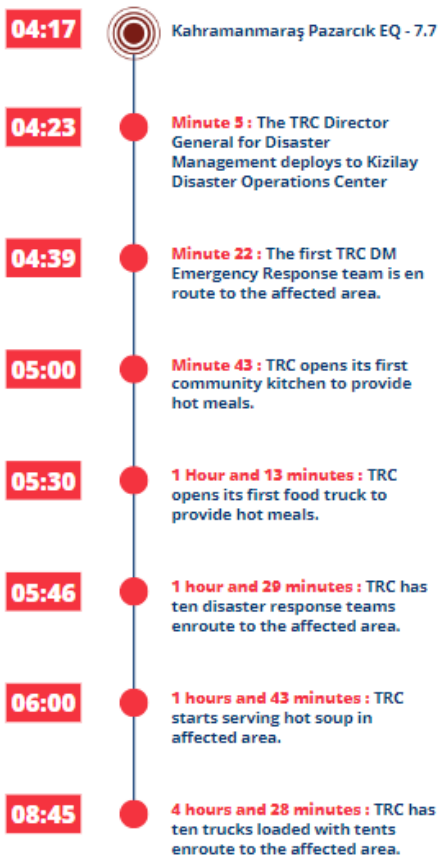 04:17
Kahramanmaraş Pazarcık EQ - 7.7
04:23
Minute 5 : The TRC Director
General for Disaster
Management deploys to Kizilay
Disaster Operations Center
04:39
Minute 22 : The first TRC DM
Emergency Response team is en
route to the affected area.
05:00
Minute 43 : TRC opens its first
community kitchen to provide
hot meals.
05:30
1 Hour and 13 minutes : TRC
opens its first food truck to
provide hot meals.
05:46
1 hour and 29 minutes : TRC has
ten disaster response teams
enroute to the affected area.
06:00
1 hours and 43 minutes : TRC
starts serving hot soup in
affected area.
08:45
4 hours and 28 minutes : TRC has
ten trucks loaded with tents
enroute to the affected area.